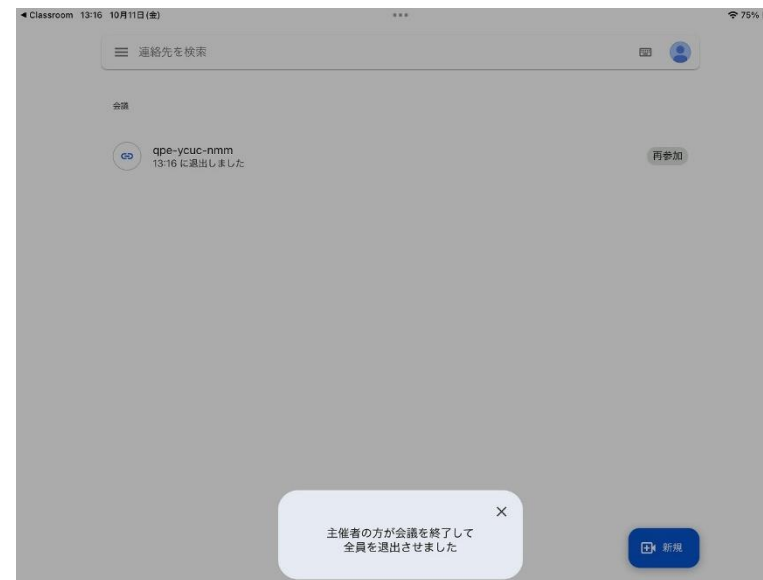 ◀ Classroom 13:16 10月11日(金) 75%
連絡先を検索
会議
qpe-ycuc-nmm
13:16 に退出しました
再参加
主催者の方が会議を終了して
全員を退出させました
新規